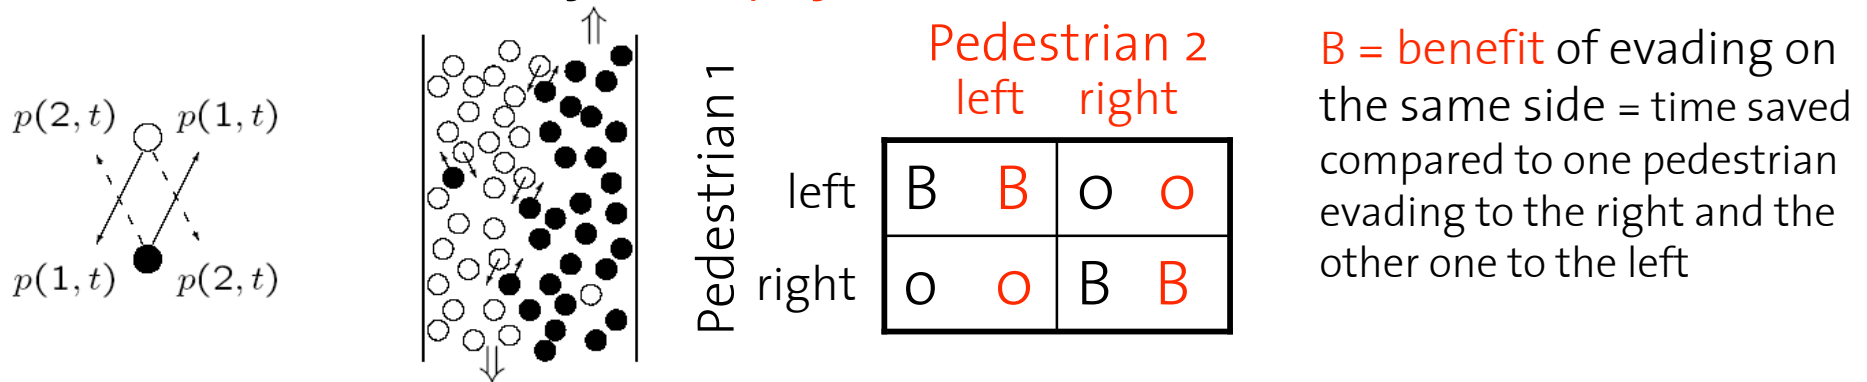 p(2, t) p(1, t)
p(1, t) p(2, t)
Pedestrian 1
Pedestrian 2
left right
left B B 0 0
right 0 0 B B
B = benefit of evading on
the same side = time saved
compared to one pedestrian
evading to the right and the
other one to the left